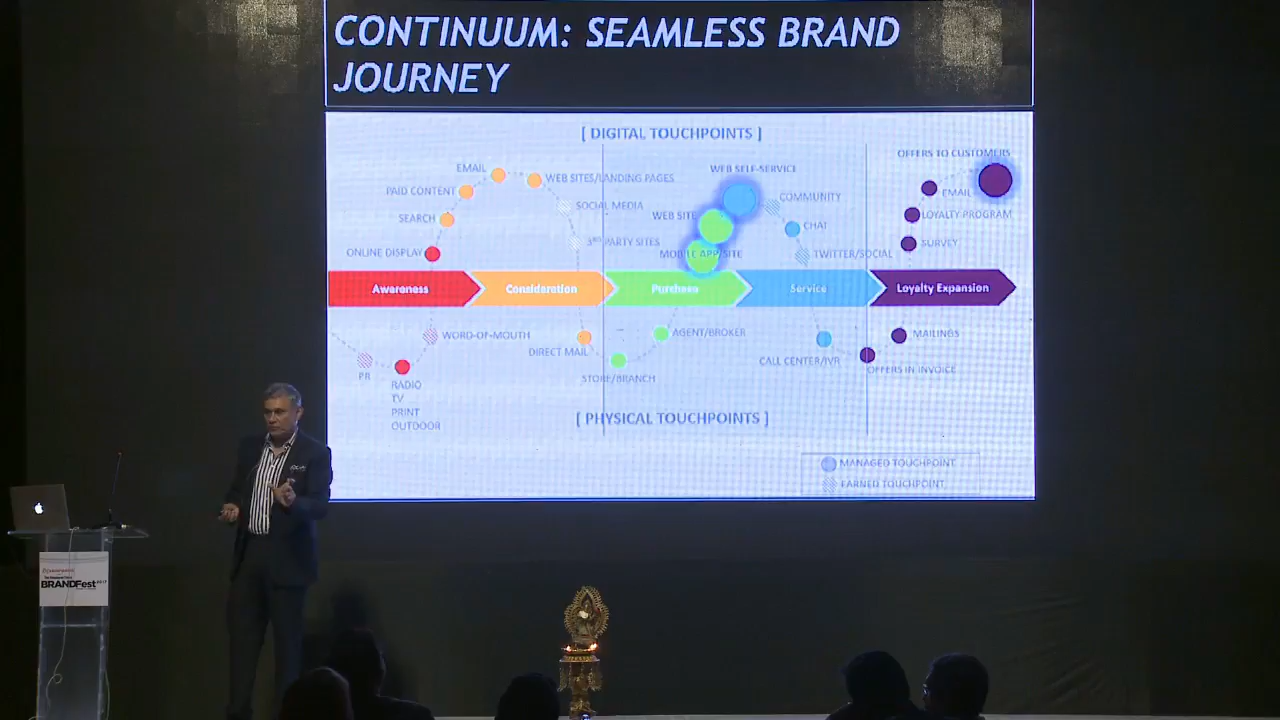 CONTINUUM: SEAMLESS BRAND
JOURNEY
[ DIGITAL TOUCHPOINTS ]
OFFERS TO CUSTOMERS
EMAIL
WEB SELF-SERVICE
WEB SITES/LANDING PAGES
PAID CONTENT
EMAIL
COMMUNITY
SOCIAL MEDIA
SEARCH
WEB SITE
LOYALTY PROGRAM
CHAT
3RD PARTY SITES
SURVEY
ONLINE DISPLAY
MOBILE APP/SITE
TWITTER/SOCIAL
Awareness
Consideration
Purchase
Service
Loyalty Expansion
WORD-OF-MOUTH
AGENT/BROKER
MAILINGS
DIRECT MAIL
CALL CENTER/IVR
OFFERS IN INVOICE
PR
STORE/BRANCH
RADIO
TV
PRINT
OUTDOOR
[ PHYSICAL TOUCHPOINTS ]
MANAGED TOUCHPOINT
EARNED TOUCHPOINT
BRANDFest